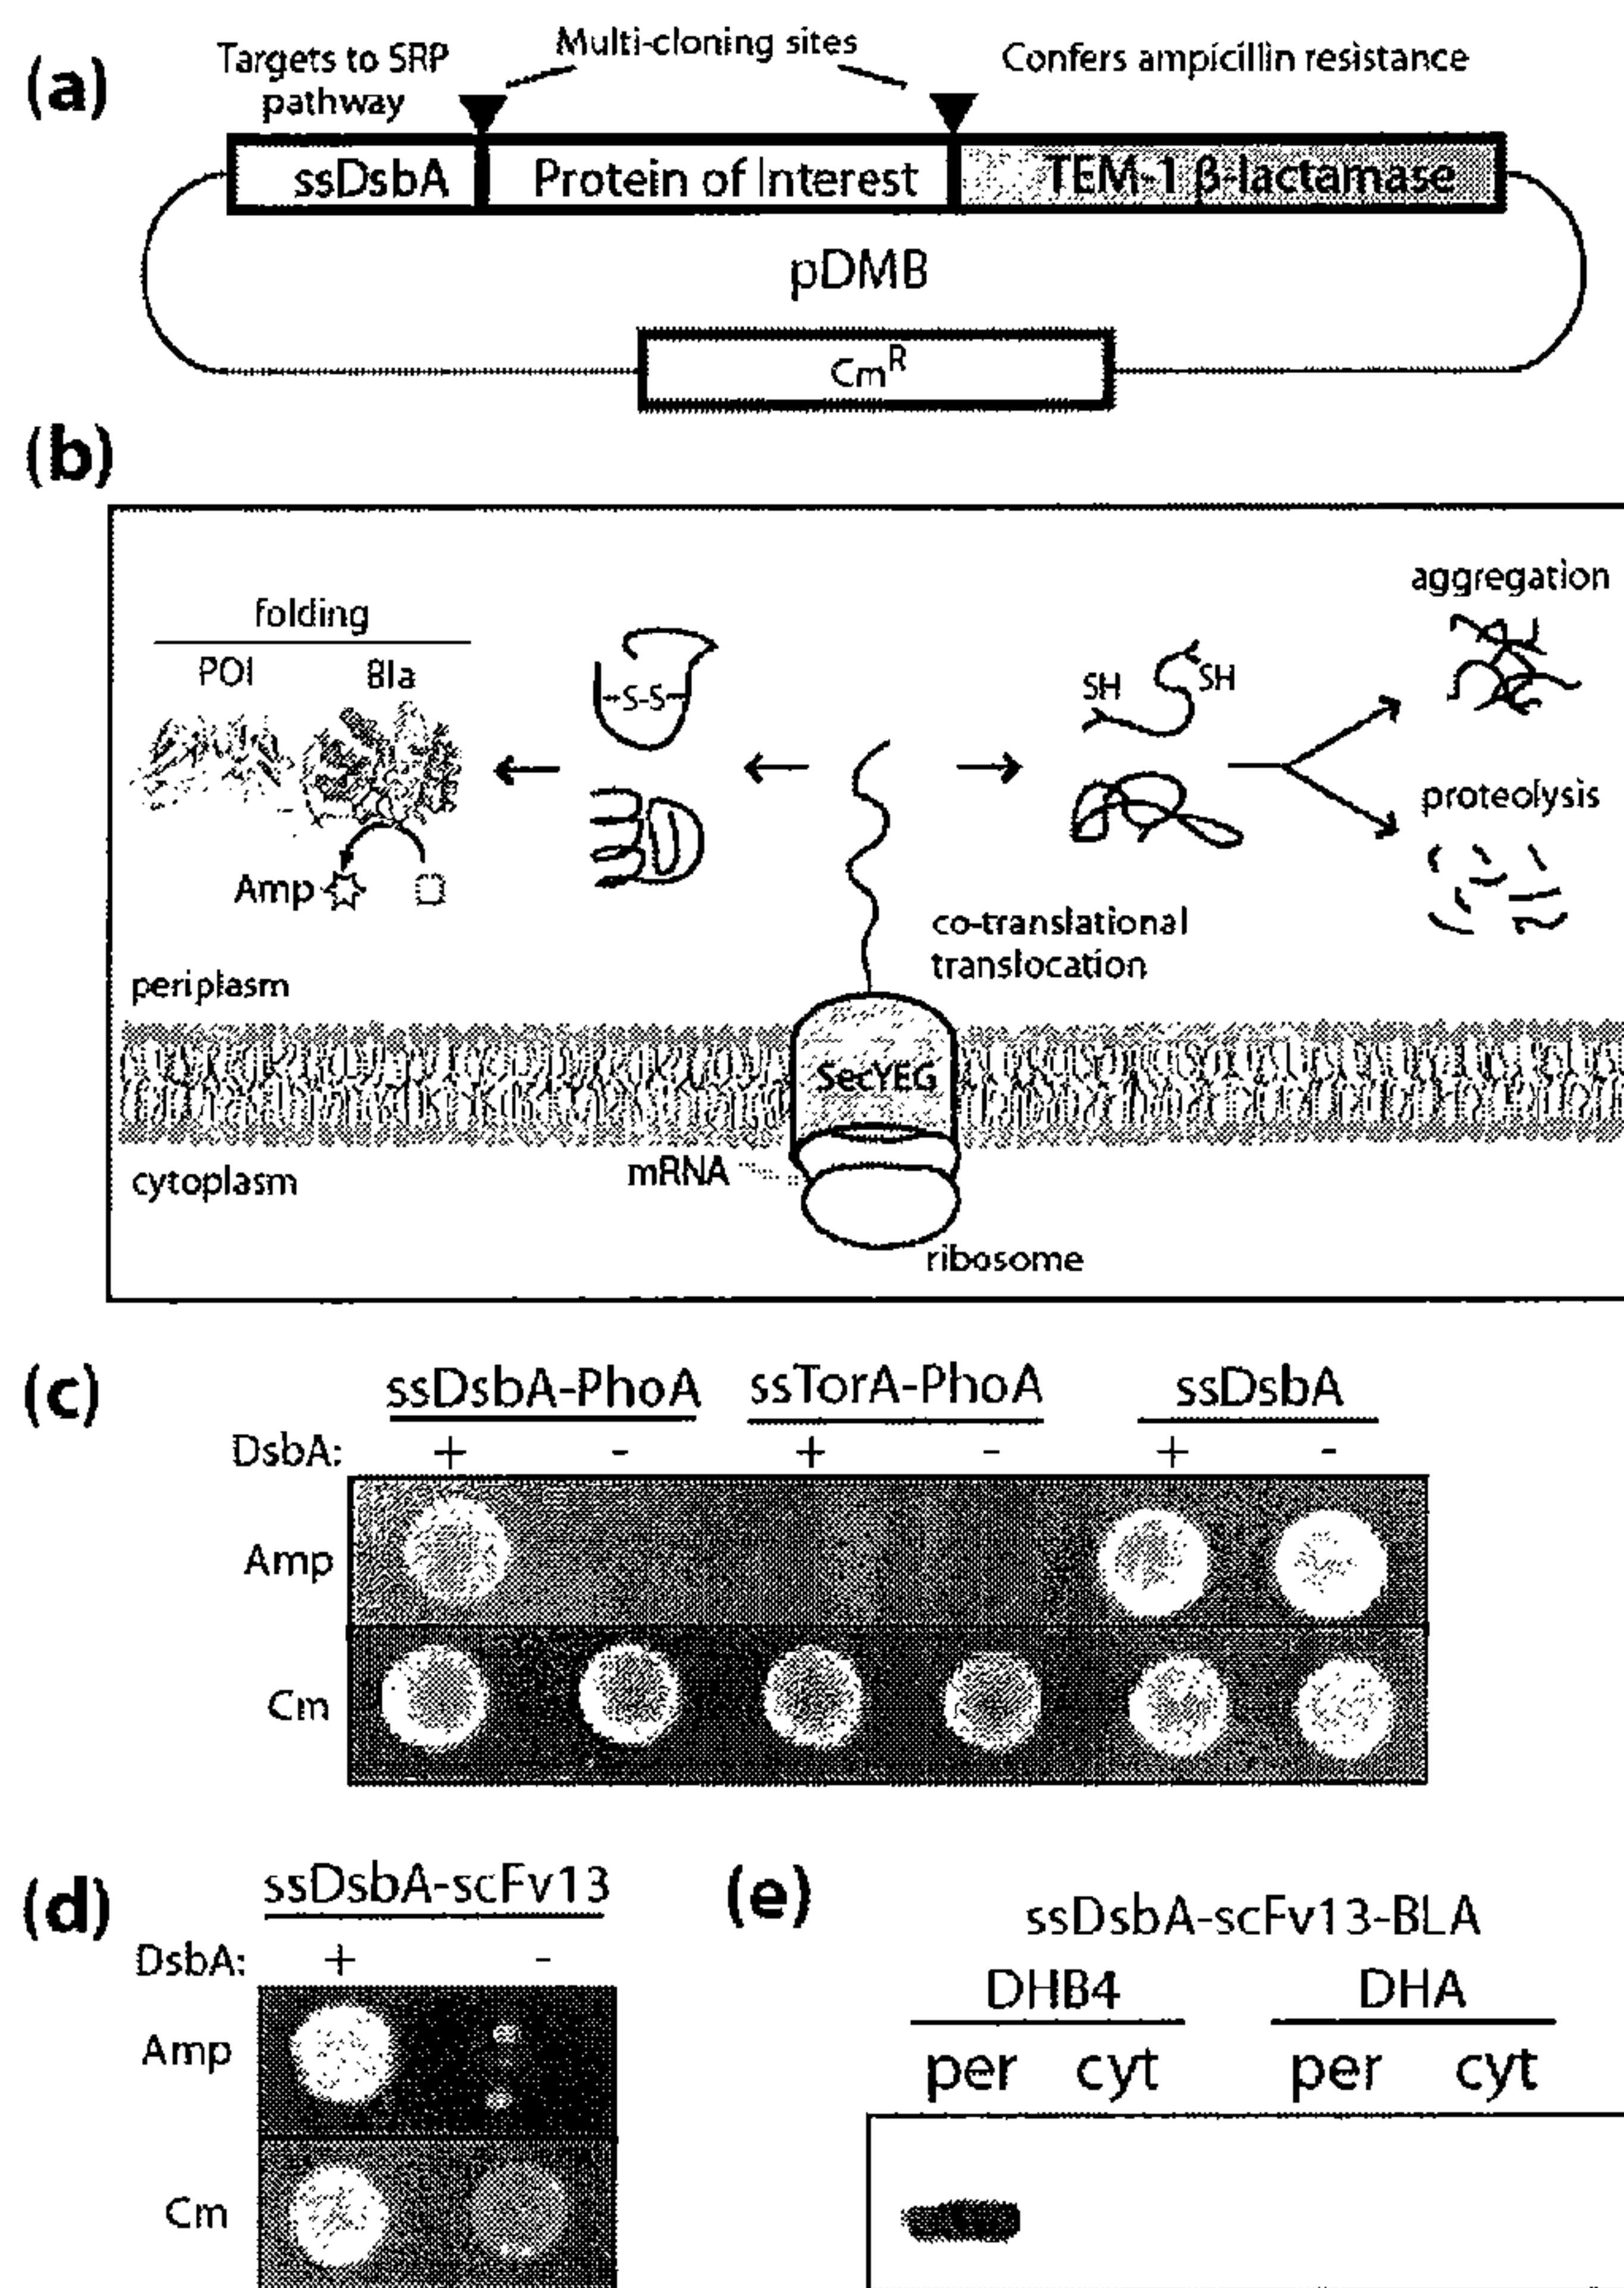 (a)
Targets to SRP
pathway
Multi-cloning sites
Confers ampicillin resistance
ssDsbA
Protein of Interest
TEM-1 β-lactamase
pDMB
Cm^R
(b)
folding
POI
Bla
-S-S-
SH
SH
aggregation
proteolysis
Amp
co-translational
translocation
periplasm
SecYEG
mRNA
cytoplasm
ribosome
(c)
ssDsbA-PhoA ssTorA-PhoA ssDsbA
DsbA: + - + - + -
Amp
Cm
(d)
ssDsbA-scFv13
DsbA: + -
Amp
Cm
(e)
ssDsbA-scFv13-BLA
DHB4 DHA
per cyt per cyt